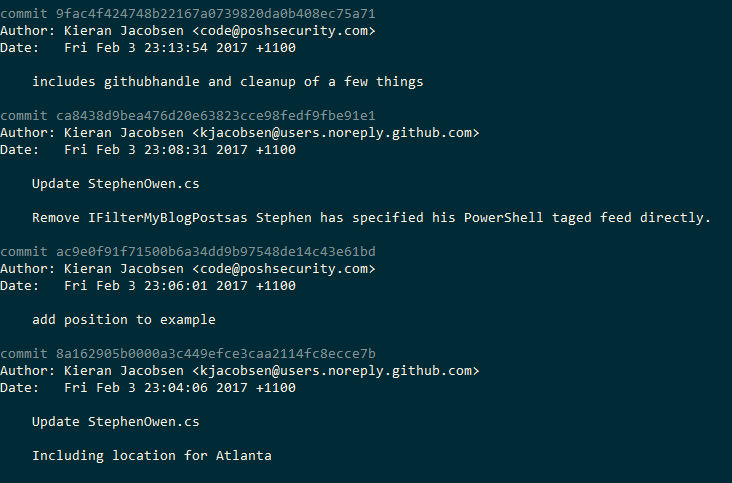 commit 9fac4f424748b22167a0739820da0b408ec75a71
Author: Kieran Jacobsen <code@poshsecurity.com>
Date:   Fri Feb 3 23:13:54 2017 +1100
includes githubhandle and cleanup of a few things
commit ca8438d9bea476d20e63823cce98fedf9fbe91e1
Author: Kieran Jacobsen <kjacobsen@users.noreply.github.com>
Date:   Fri Feb 3 23:08:31 2017 +1100
Update StephenOwen.cs
Remove IFilterMyBlogPostsas Stephen has specified his PowerShell taged feed directly.
commit ac9e0f91f71500b6a34dd9b97548de14c43e61bd
Author: Kieran Jacobsen <code@poshsecurity.com>
Date:   Fri Feb 3 23:06:01 2017 +1100
add position to example
commit 8a162905b0000a3c449efce3caa2114fc8ecce7b
Author: Kieran Jacobsen <kjacobsen@users.noreply.github.com>
Date:   Fri Feb 3 23:04:06 2017 +1100
Update StephenOwen.cs
Including location for Atlanta